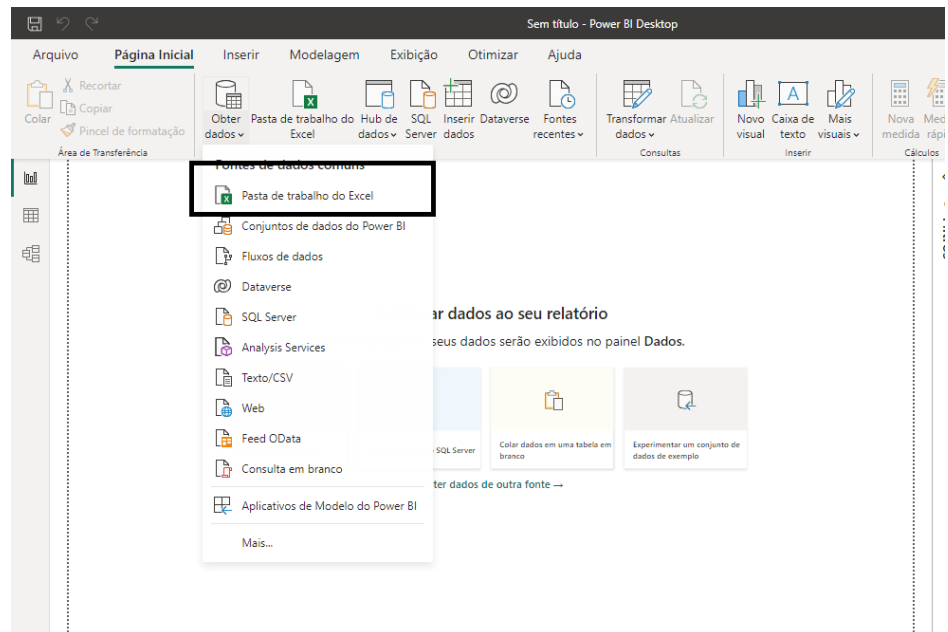 Sem título - Power BI Desktop
Arquivo Página Inicial Inserir Modelagem Exibição Otimizar Ajuda
Colar
Recortar
Copiar
Pincel de formatação
Área de Transferência
Obter dados
Pasta de trabalho do Excel
Hub de dados
SQL Server
Inserir dados
Dataverse
Fontes recentes
Transformar dados
Atualizar
Consultas
Novo visual
Caixa de texto
Mais visuais
Inserir
Nova medida
Cálculos
Fontes de dados comuns
Pasta de trabalho do Excel
Conjuntos de dados do Power BI
Fluxos de dados
Dataverse
SQL Server
Analysis Services
Texto/CSV
Web
Feed OData
Consulta em branco
Aplicativos de Modelo do Power BI
Mais...
dados ao seu relatório
seus dados serão exibidos no painel Dados.
SQL Server
Colar dados em uma tabela em
branco
Experimentar um conjunto de
dados de exemplo
dados de outra fonte →